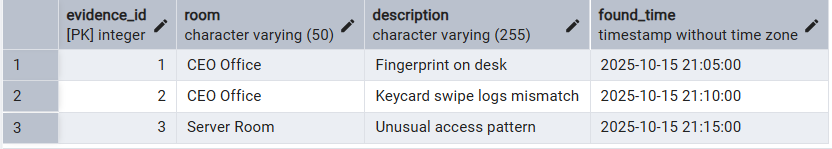 evidence_id room description found_time
[PK] integer character varying (50) character varying (255) timestamp without time zone
1 1 CEO Office Fingerprint on desk 2025-10-15 21:05:00
2 2 CEO Office Keycard swipe logs mismatch 2025-10-15 21:10:00
3 3 Server Room Unusual access pattern 2025-10-15 21:15:00